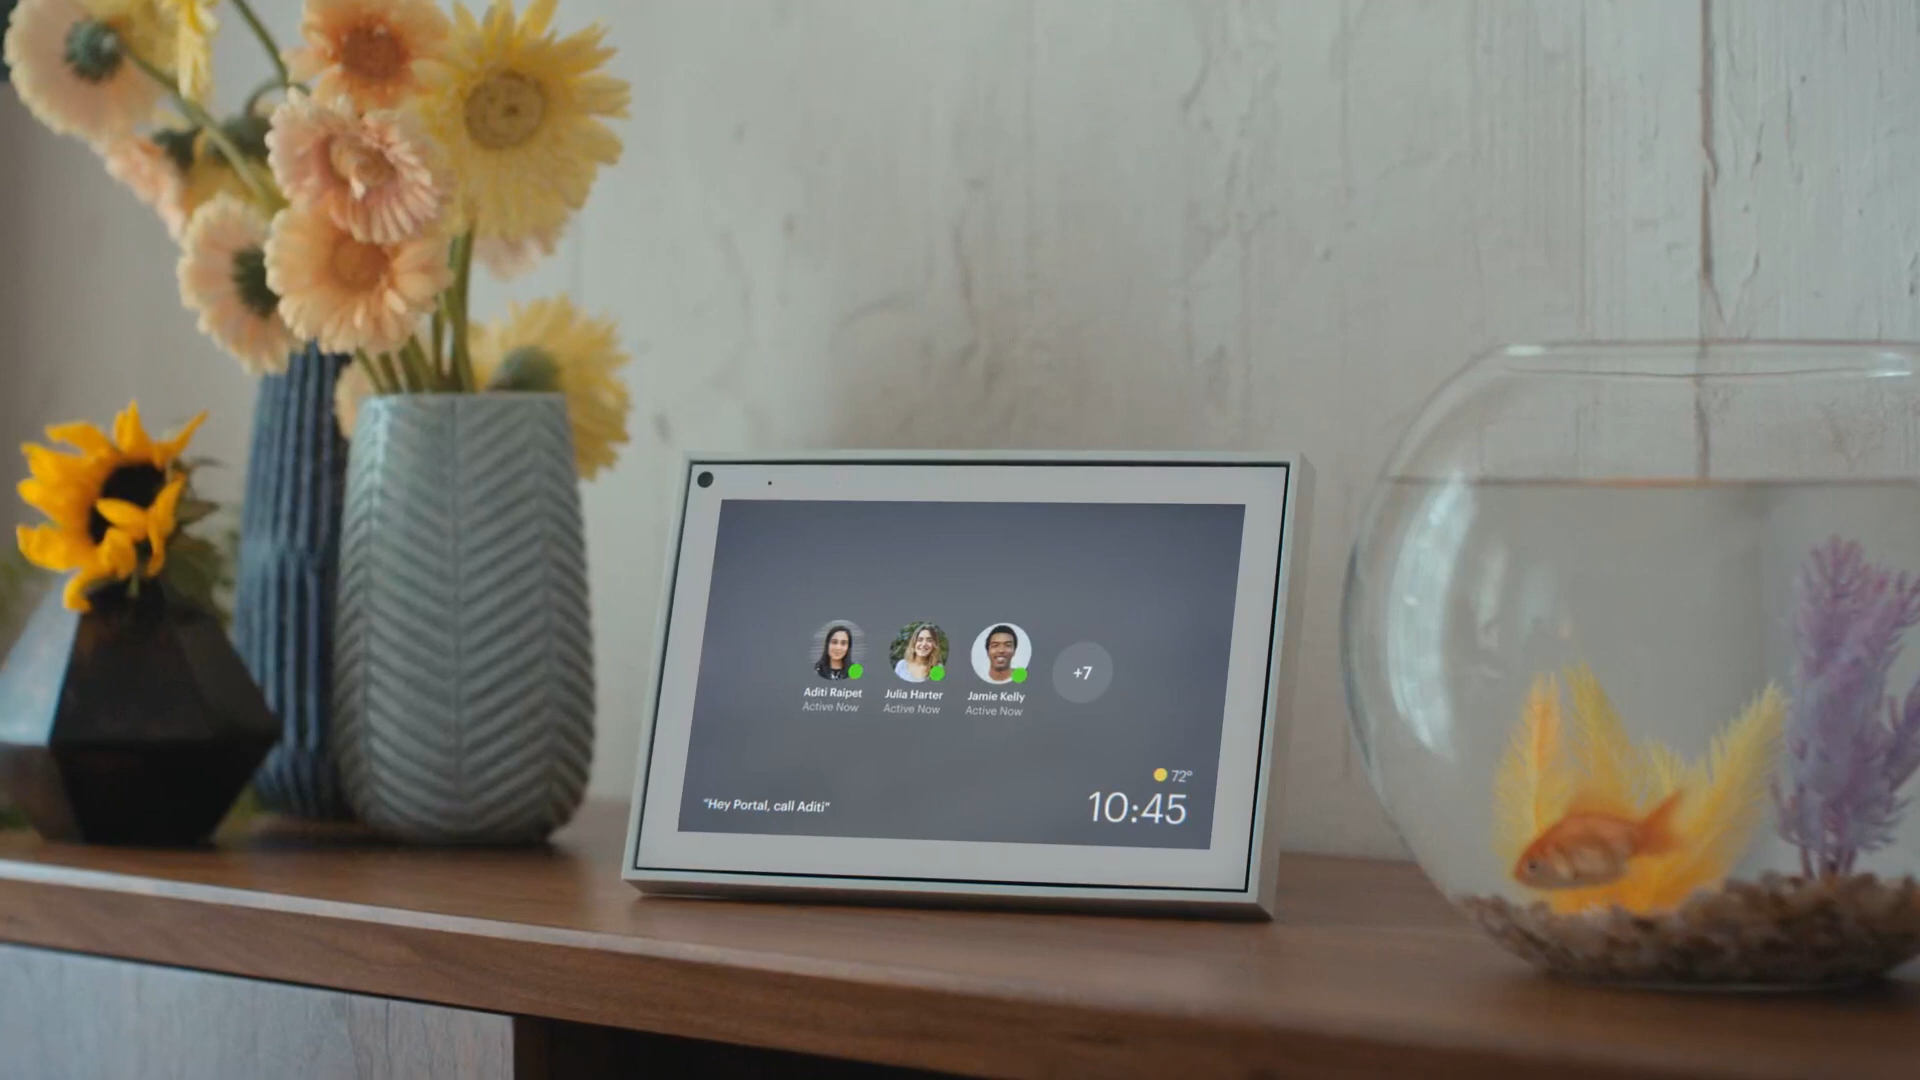 Aditi Raipet
Active Now
Julia Harter
Active Now
Jamie Kelly
Active Now
+7
72°
10:45
"Hey Portal, call Aditi"